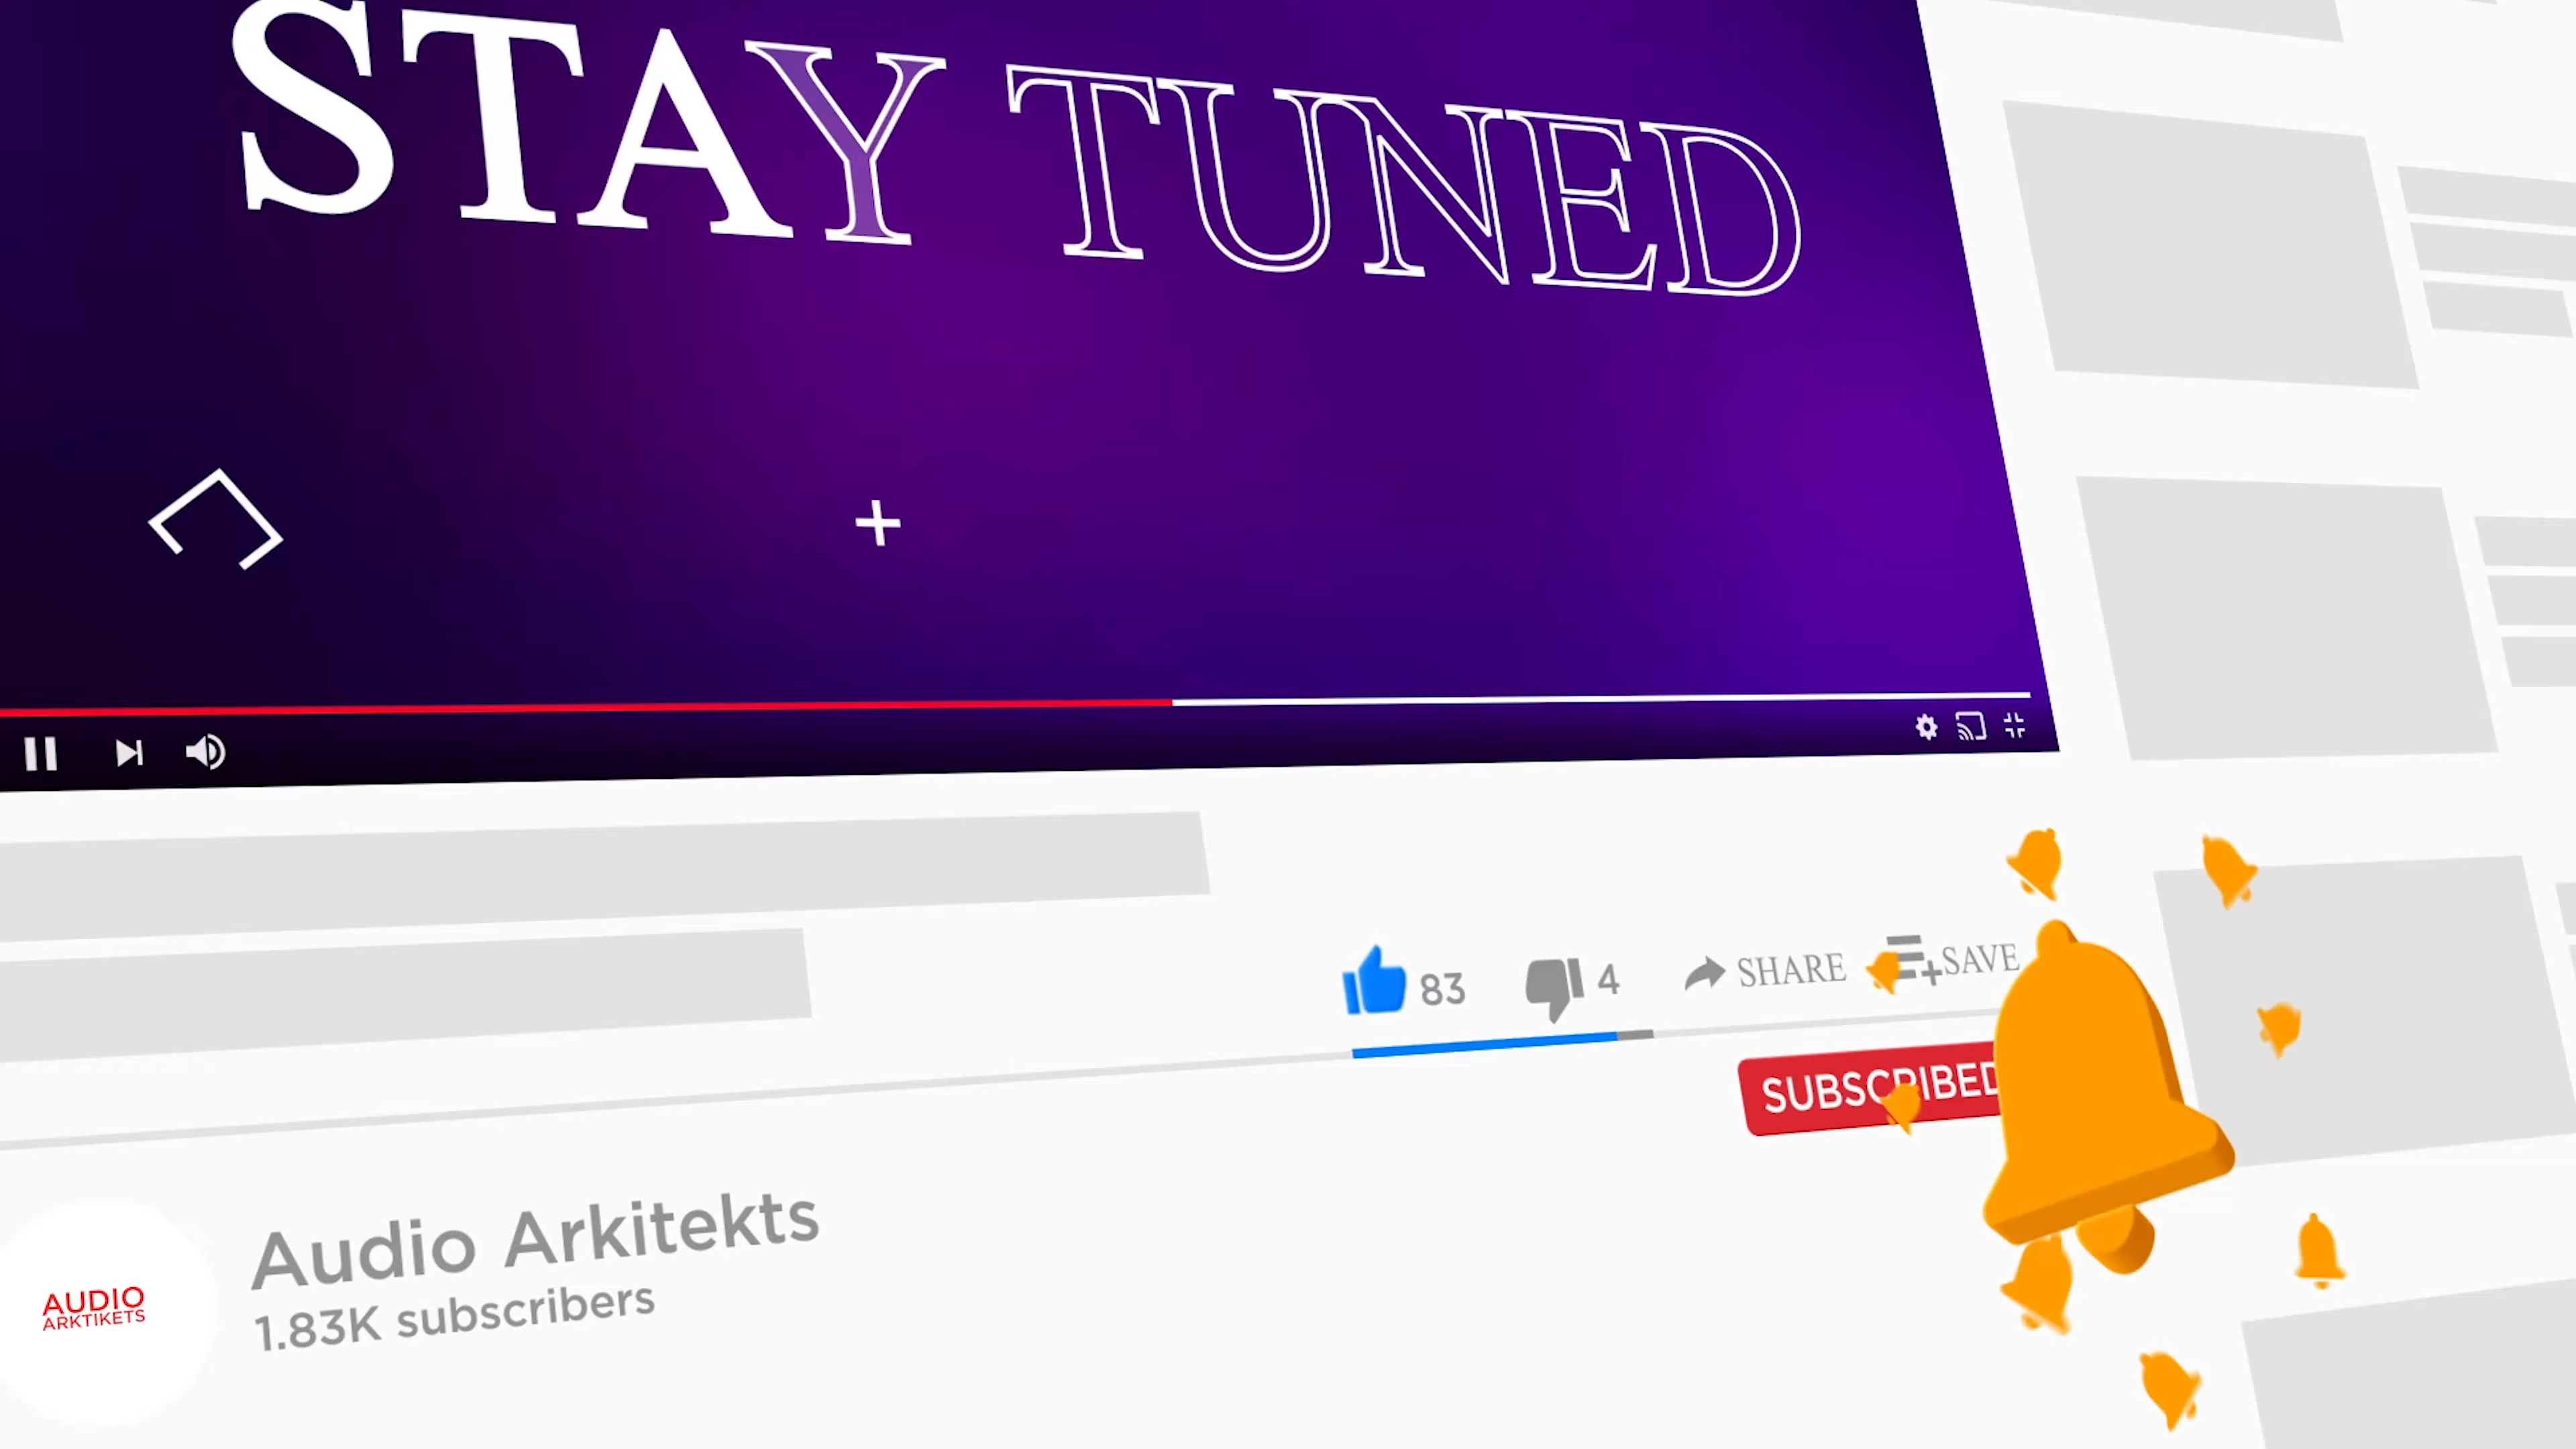 STAY TUNED
83
4
SHARE
SAVE
SUBSCRIBED
Audio Arkitekts
1.83K subscribers
AUDIO
ARKTIKETS